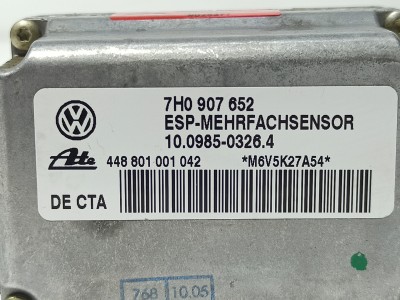 7H0 907 652
ESP-MEHRFACHSENSOR
10.0985-0326.4
Ate 448 801 001 042 *M6V5K27A54*
DE CTA
768 10.05